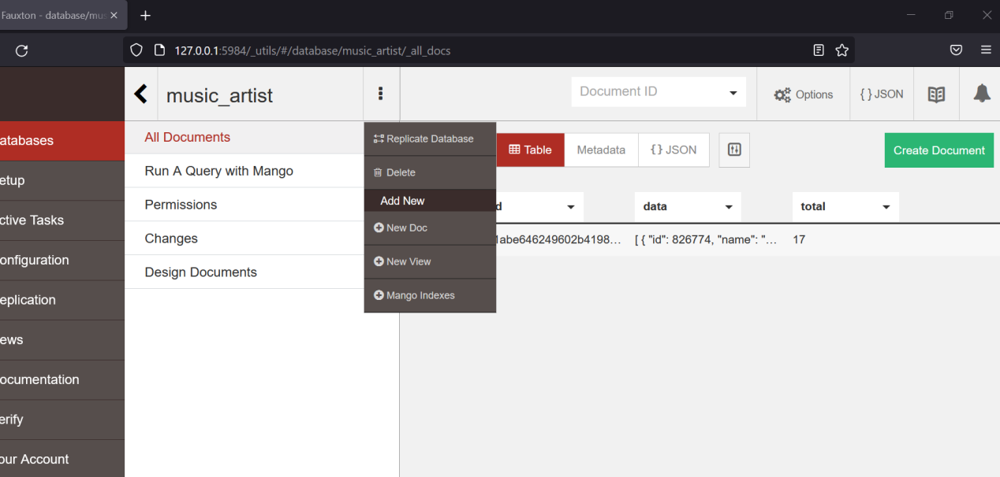 Fauxton - database/mus
127.0.0.1:5984/_utils/#/database/music_artist/_all_docs
music_artist
Document ID
Options
{ } JSON
atabases
etup
ctive Tasks
onfiguration
eplication
ews
ocumentation
erify
our Account
All Documents
Run A Query with Mango
Permissions
Changes
Design Documents
Replicate Database
Delete
Add New
New Doc
New View
Mango Indexes
Table
Metadata
{ } JSON
Create Document
d
data
total
1abe646249602b4198...
[ { "id": 826774, "name": "...
17